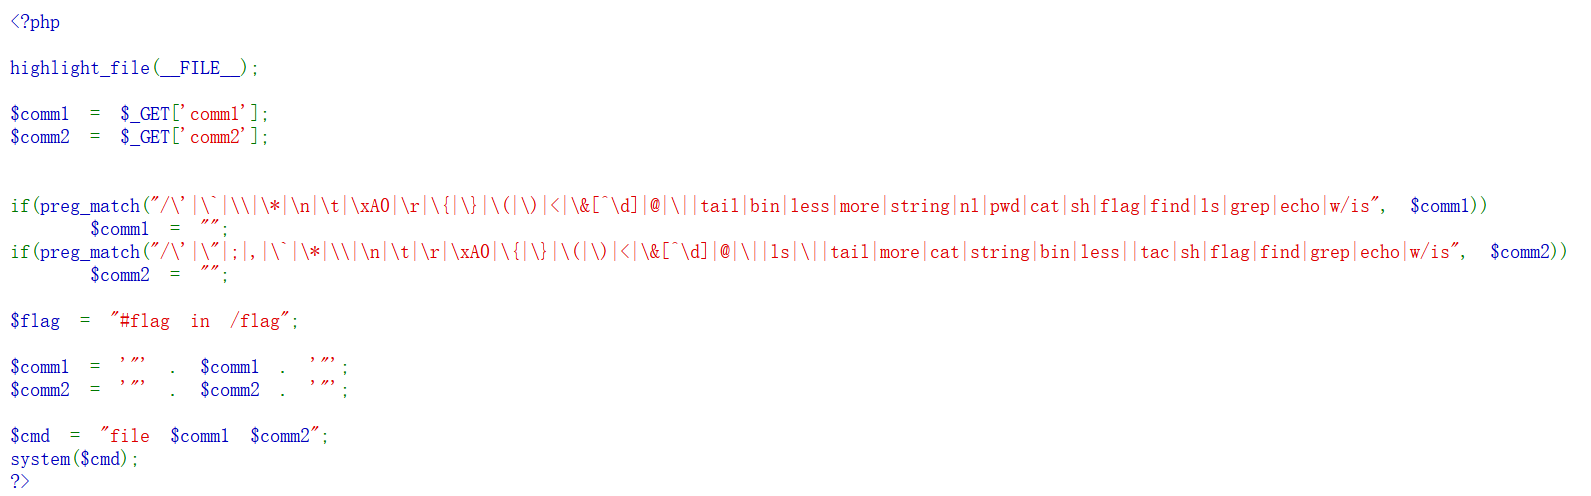 <?php
highlight_file(__FILE__);
$comm1 = $_GET['comm1'];
$comm2 = $_GET['comm2'];
if(preg_match("/\'|\`|\\|\*|\n|\t|\xA0|\r|\{|\}|\(|\)|<|\&[^\d]|@|\||tail|bin|less|more|string|nl|pwd|cat|sh|flag|find|ls|grep|echo|w/is", $comm1))
$comm1 = "";
if(preg_match("/\'|\"|;|,|\`|\*|\\|\n|\t|\r|\xA0|\{|\}|\(|\)|<|\&[^\d]|@|\||ls|\||tail|more|cat|string|bin|less||tac|sh|flag|find|grep|echo|w/is", $comm2))
$comm2 = "";
$flag = "#flag in /flag";
$comm1 = '"' . $comm1 . '"';
$comm2 = '"' . $comm2 . '"';
$cmd = "file $comm1 $comm2";
system($cmd);
?>